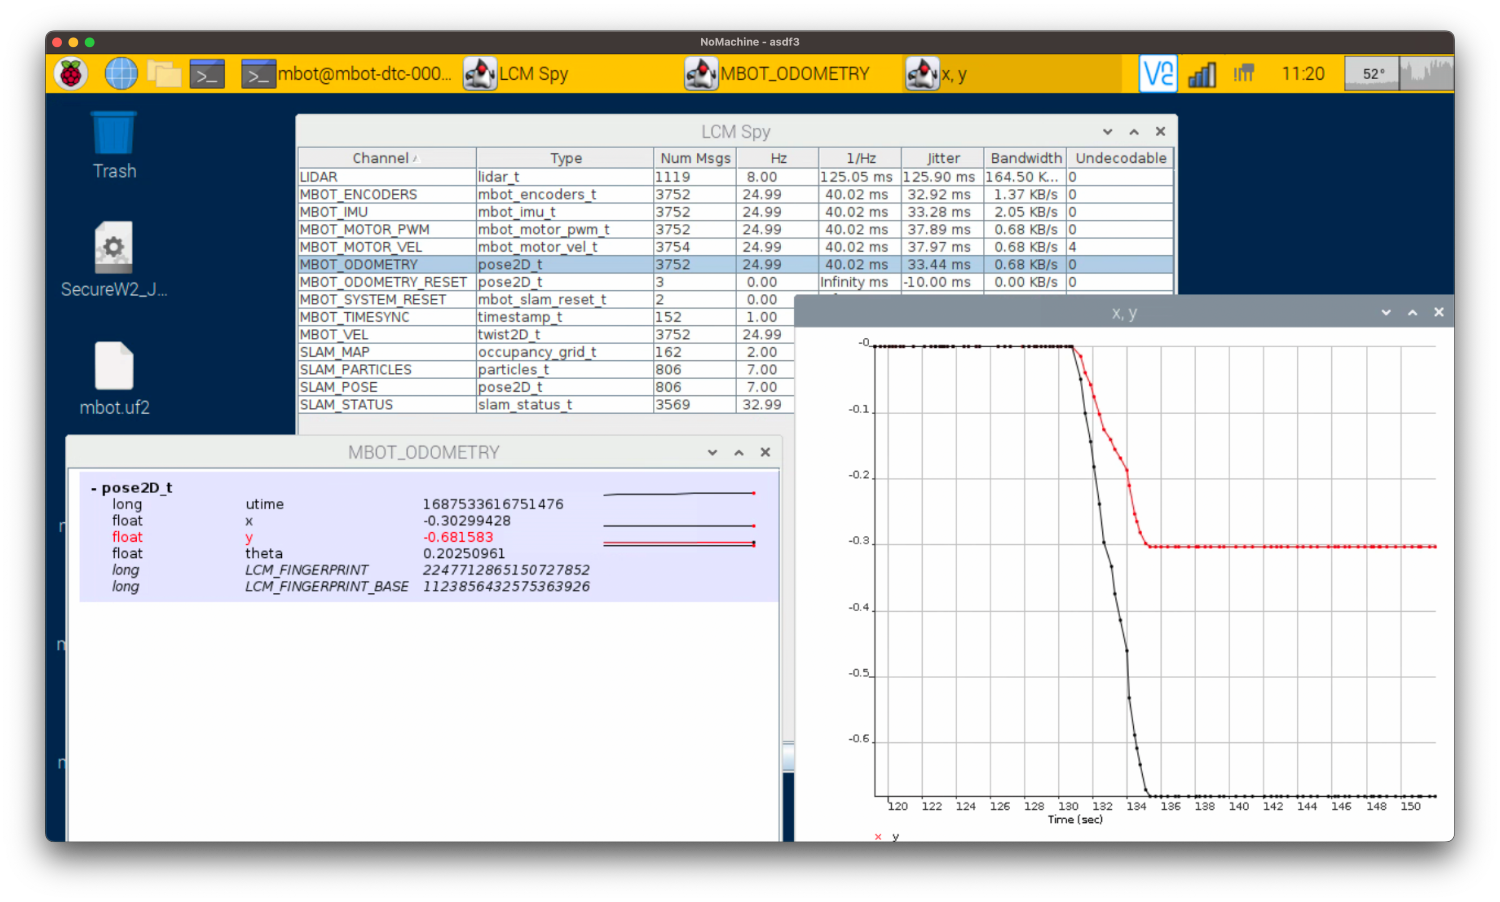 NoMachine - asdf3
mbot@mbot-dtc-000... LCM Spy MBOT_ODOMETRY x, y 11:20 52°
Trash
SecureW2_J...
mbot.uf2
LCM Spy
Channel Type Num Msgs Hz 1/Hz Jitter Bandwidth Undecodable
LIDAR lidar_t 1119 8.00 125.05 ms 125.90 ms 164.50 K... 0
MBOT_ENCODERS mbot_encoders_t 3752 24.99 40.02 ms 32.92 ms 1.37 KB/s 0
MBOT_IMU mbot_imu_t 3752 24.99 40.02 ms 33.28 ms 2.05 KB/s 0
MBOT_MOTOR_PWM mbot_motor_pwm_t 3752 24.99 40.02 ms 37.89 ms 0.68 KB/s 0
MBOT_MOTOR_VEL mbot_motor_vel_t 3754 24.99 40.02 ms 37.97 ms 0.68 KB/s 4
MBOT_ODOMETRY pose2D_t 3752 24.99 40.02 ms 33.44 ms 0.68 KB/s 0
MBOT_ODOMETRY_RESET pose2D_t 3 0.00 Infinity ms -10.00 ms 0.00 KB/s 0
MBOT_SYSTEM_RESET mbot_slam_reset_t 2 0.00
MBOT_TIMESYNC timestamp_t 152 1.00
MBOT_VEL twist2D_t 3752 24.99
SLAM_MAP occupancy_grid_t 162 2.00
SLAM_PARTICLES particles_t 806 7.00
SLAM_POSE pose2D_t 806 7.00
SLAM_STATUS slam_status_t 3569 32.99
MBOT_ODOMETRY
- pose2D_t
long utime 1687533616751476
float x -0.30299428
float y -0.681583
float theta 0.20250961
long LCM_FINGERPRINT 2247712865150727852
long LCM_FINGERPRINT_BASE 1123856432575363926
x, y
-0
-0.1
-0.2
-0.3
-0.4
-0.5
-0.6
120 122 124 126 128 130 132 134 136 138 140 142 144 146 148 150
Time (sec)
x y